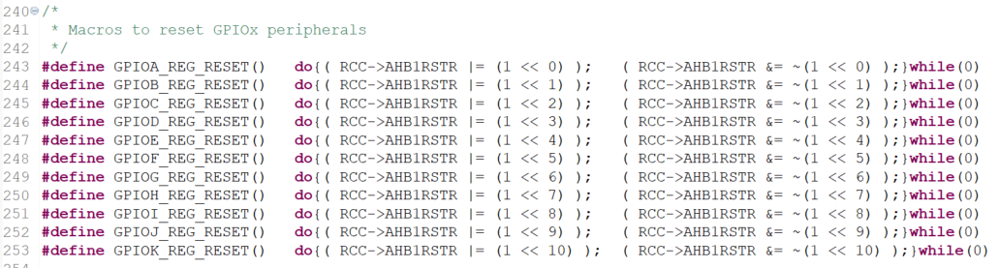 240 /*
241 * Macros to reset GPIOx peripherals
242 */
243 #define GPIOA_REG_RESET() do{( RCC->AHB1RSTR |= (1 << 0) ); ( RCC->AHB1RSTR &= ~(1 << 0) );}while(0)
244 #define GPIOB_REG_RESET() do{( RCC->AHB1RSTR |= (1 << 1) ); ( RCC->AHB1RSTR &= ~(1 << 1) );}while(0)
245 #define GPIOC_REG_RESET() do{( RCC->AHB1RSTR |= (1 << 2) ); ( RCC->AHB1RSTR &= ~(1 << 2) );}while(0)
246 #define GPIOD_REG_RESET() do{( RCC->AHB1RSTR |= (1 << 3) ); ( RCC->AHB1RSTR &= ~(1 << 3) );}while(0)
247 #define GPIOE_REG_RESET() do{( RCC->AHB1RSTR |= (1 << 4) ); ( RCC->AHB1RSTR &= ~(1 << 4) );}while(0)
248 #define GPIOF_REG_RESET() do{( RCC->AHB1RSTR |= (1 << 5) ); ( RCC->AHB1RSTR &= ~(1 << 5) );}while(0)
249 #define GPIOG_REG_RESET() do{( RCC->AHB1RSTR |= (1 << 6) ); ( RCC->AHB1RSTR &= ~(1 << 6) );}while(0)
250 #define GPIOH_REG_RESET() do{( RCC->AHB1RSTR |= (1 << 7) ); ( RCC->AHB1RSTR &= ~(1 << 7) );}while(0)
251 #define GPIOI_REG_RESET() do{( RCC->AHB1RSTR |= (1 << 8) ); ( RCC->AHB1RSTR &= ~(1 << 8) );}while(0)
252 #define GPIOJ_REG_RESET() do{( RCC->AHB1RSTR |= (1 << 9) ); ( RCC->AHB1RSTR &= ~(1 << 9) );}while(0)
253 #define GPIOK_REG_RESET() do{( RCC->AHB1RSTR |= (1 << 10) ); ( RCC->AHB1RSTR &= ~(1 << 10) );}while(0)